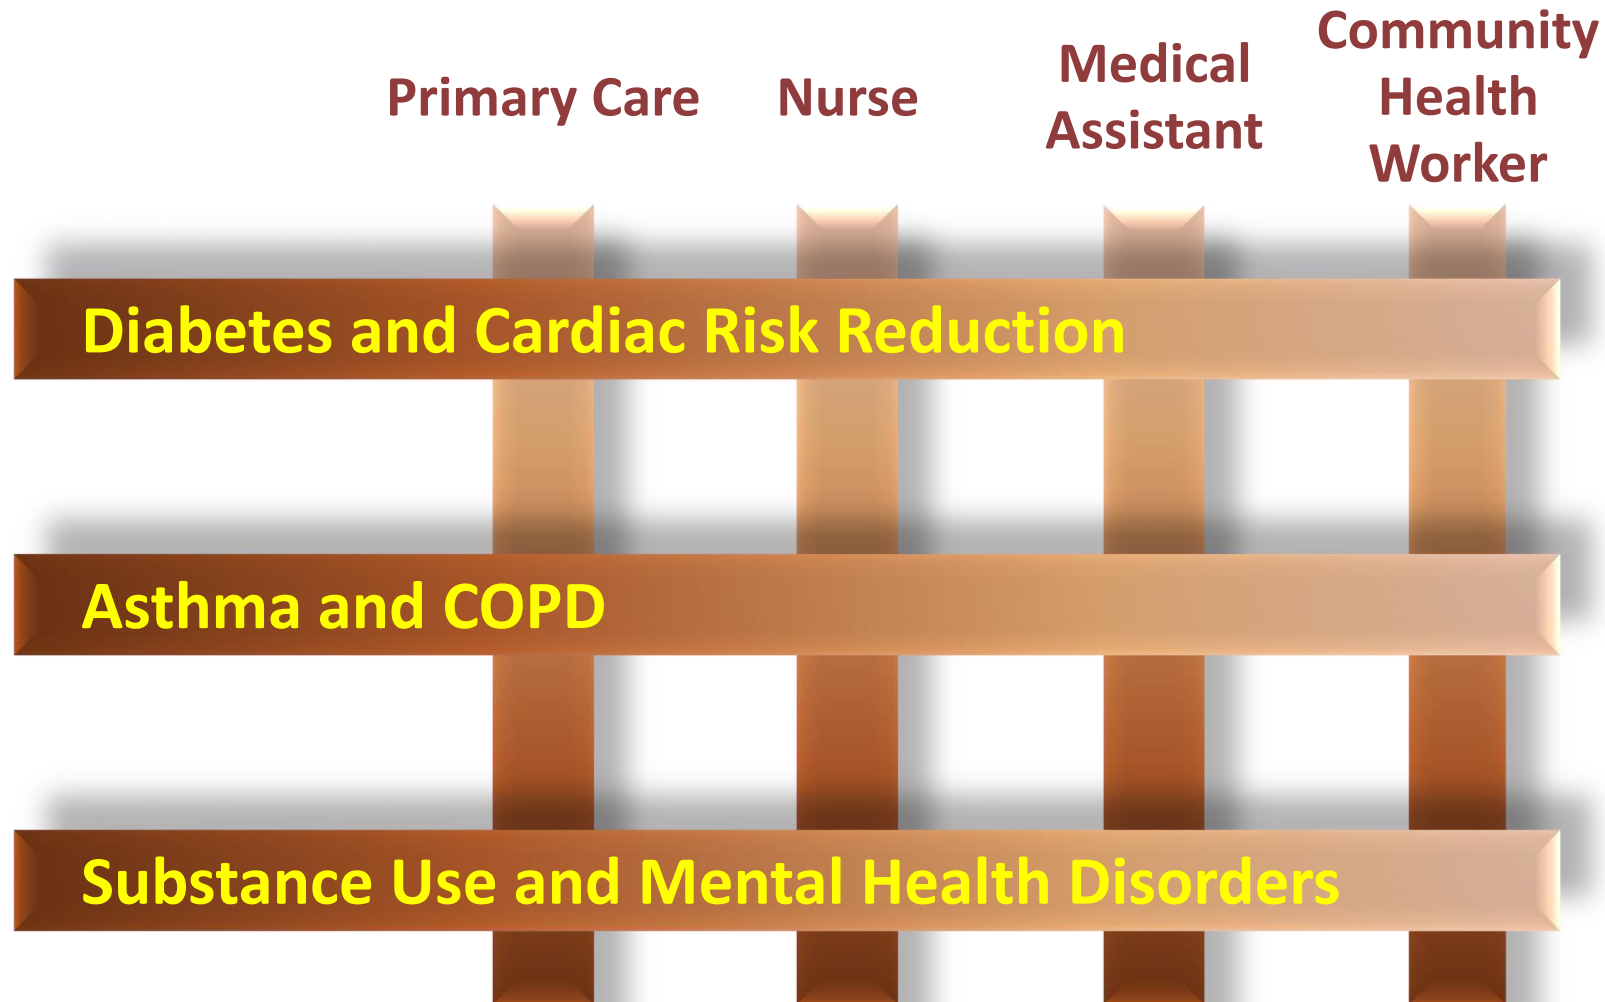 Primary Care
Nurse
Medical
Assistant
Community
Health
Worker
Diabetes and Cardiac Risk Reduction
Asthma and COPD
Substance Use and Mental Health Disorders